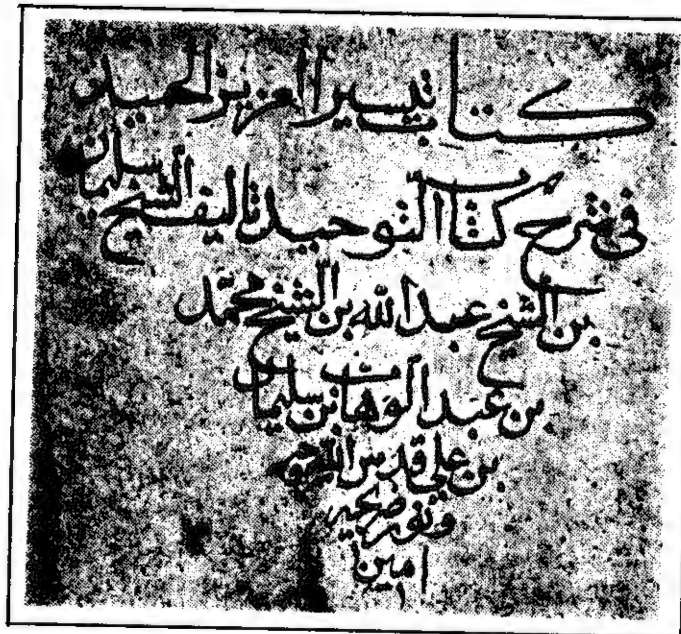 كتاب تيسير العزيز الحميد
في شرح كتاب التوحيد تاليف الشيخ سليمان
بن الشيخ عبد الله بن الشيخ محمد
بن عبد الوهاب بن سليمان
بن علي قدس الله روحه
ونور ضريحه
امين